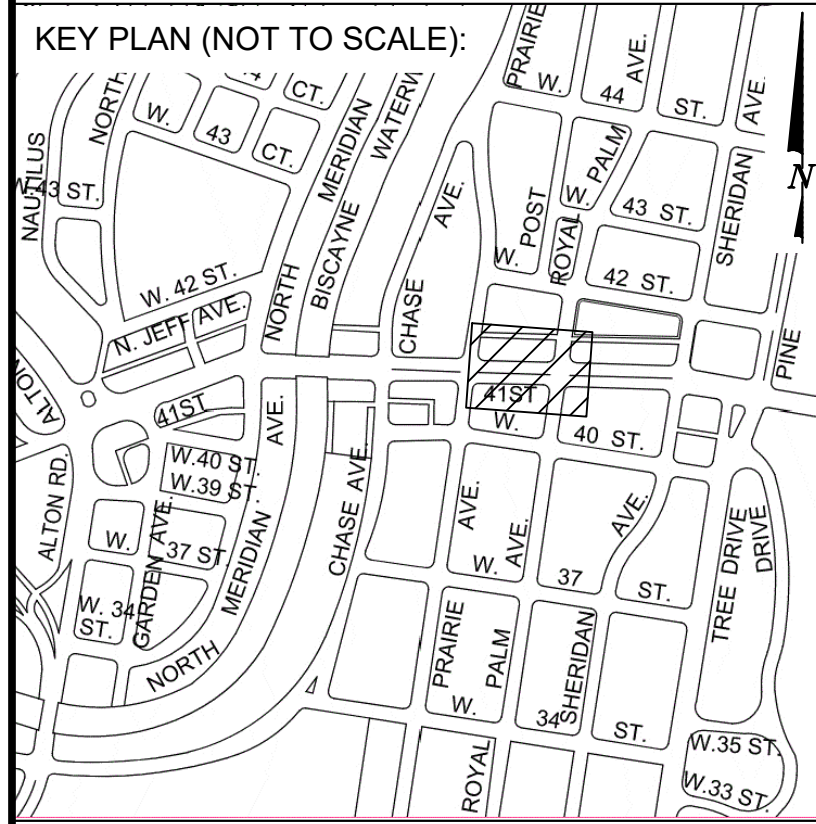 KEY PLAN (NOT TO SCALE):
PRAIRIE
W.
44
AVE.
ST.
AVE.
CT.
NORTH
W.
43
CT.
MERIDIAN
WATERW
N
NAUTILUS
W.43 ST.
W.
PALM
43 ST.
SHERIDAN
AVE.
POST
ROYAL
W.
42 ST.
W. 42 ST.
NORTH
BISCAYNE
CHASE
N. JEFF AVE.
PINE
ALTON
41ST
AVE.
41ST
W.
40 ST.
W.40 ST.
W.39 ST.
CHASE AVE.
AVE.
AVE.
AVE.
ALTON RD.
W.
37 ST.
GARDEN AVE.
MERIDIAN
W.
37
ST.
TREE DRIVE
DRIVE
W. 34
ST.
NORTH
PRAIRIE
PALM
W.
34
SHERIDAN
ST.
W.35 ST.
W.33 ST.
ROYAL